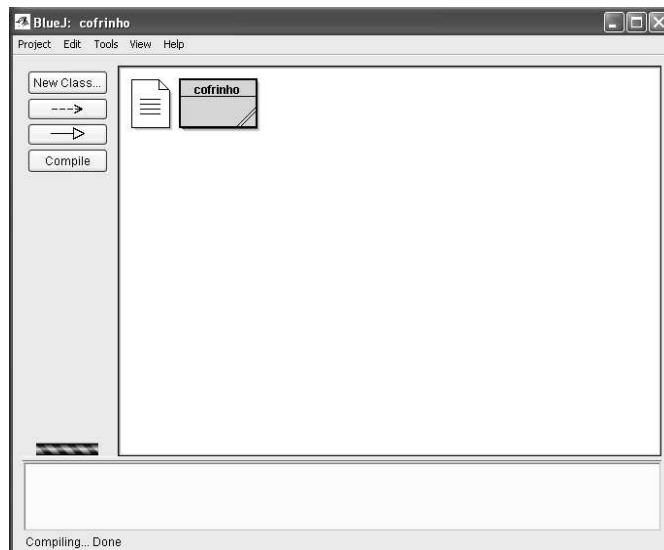 BlueJ: cofrinho
Project Edit Tools View Help
New Class...
cofrinho
Compile
Compiling... Done